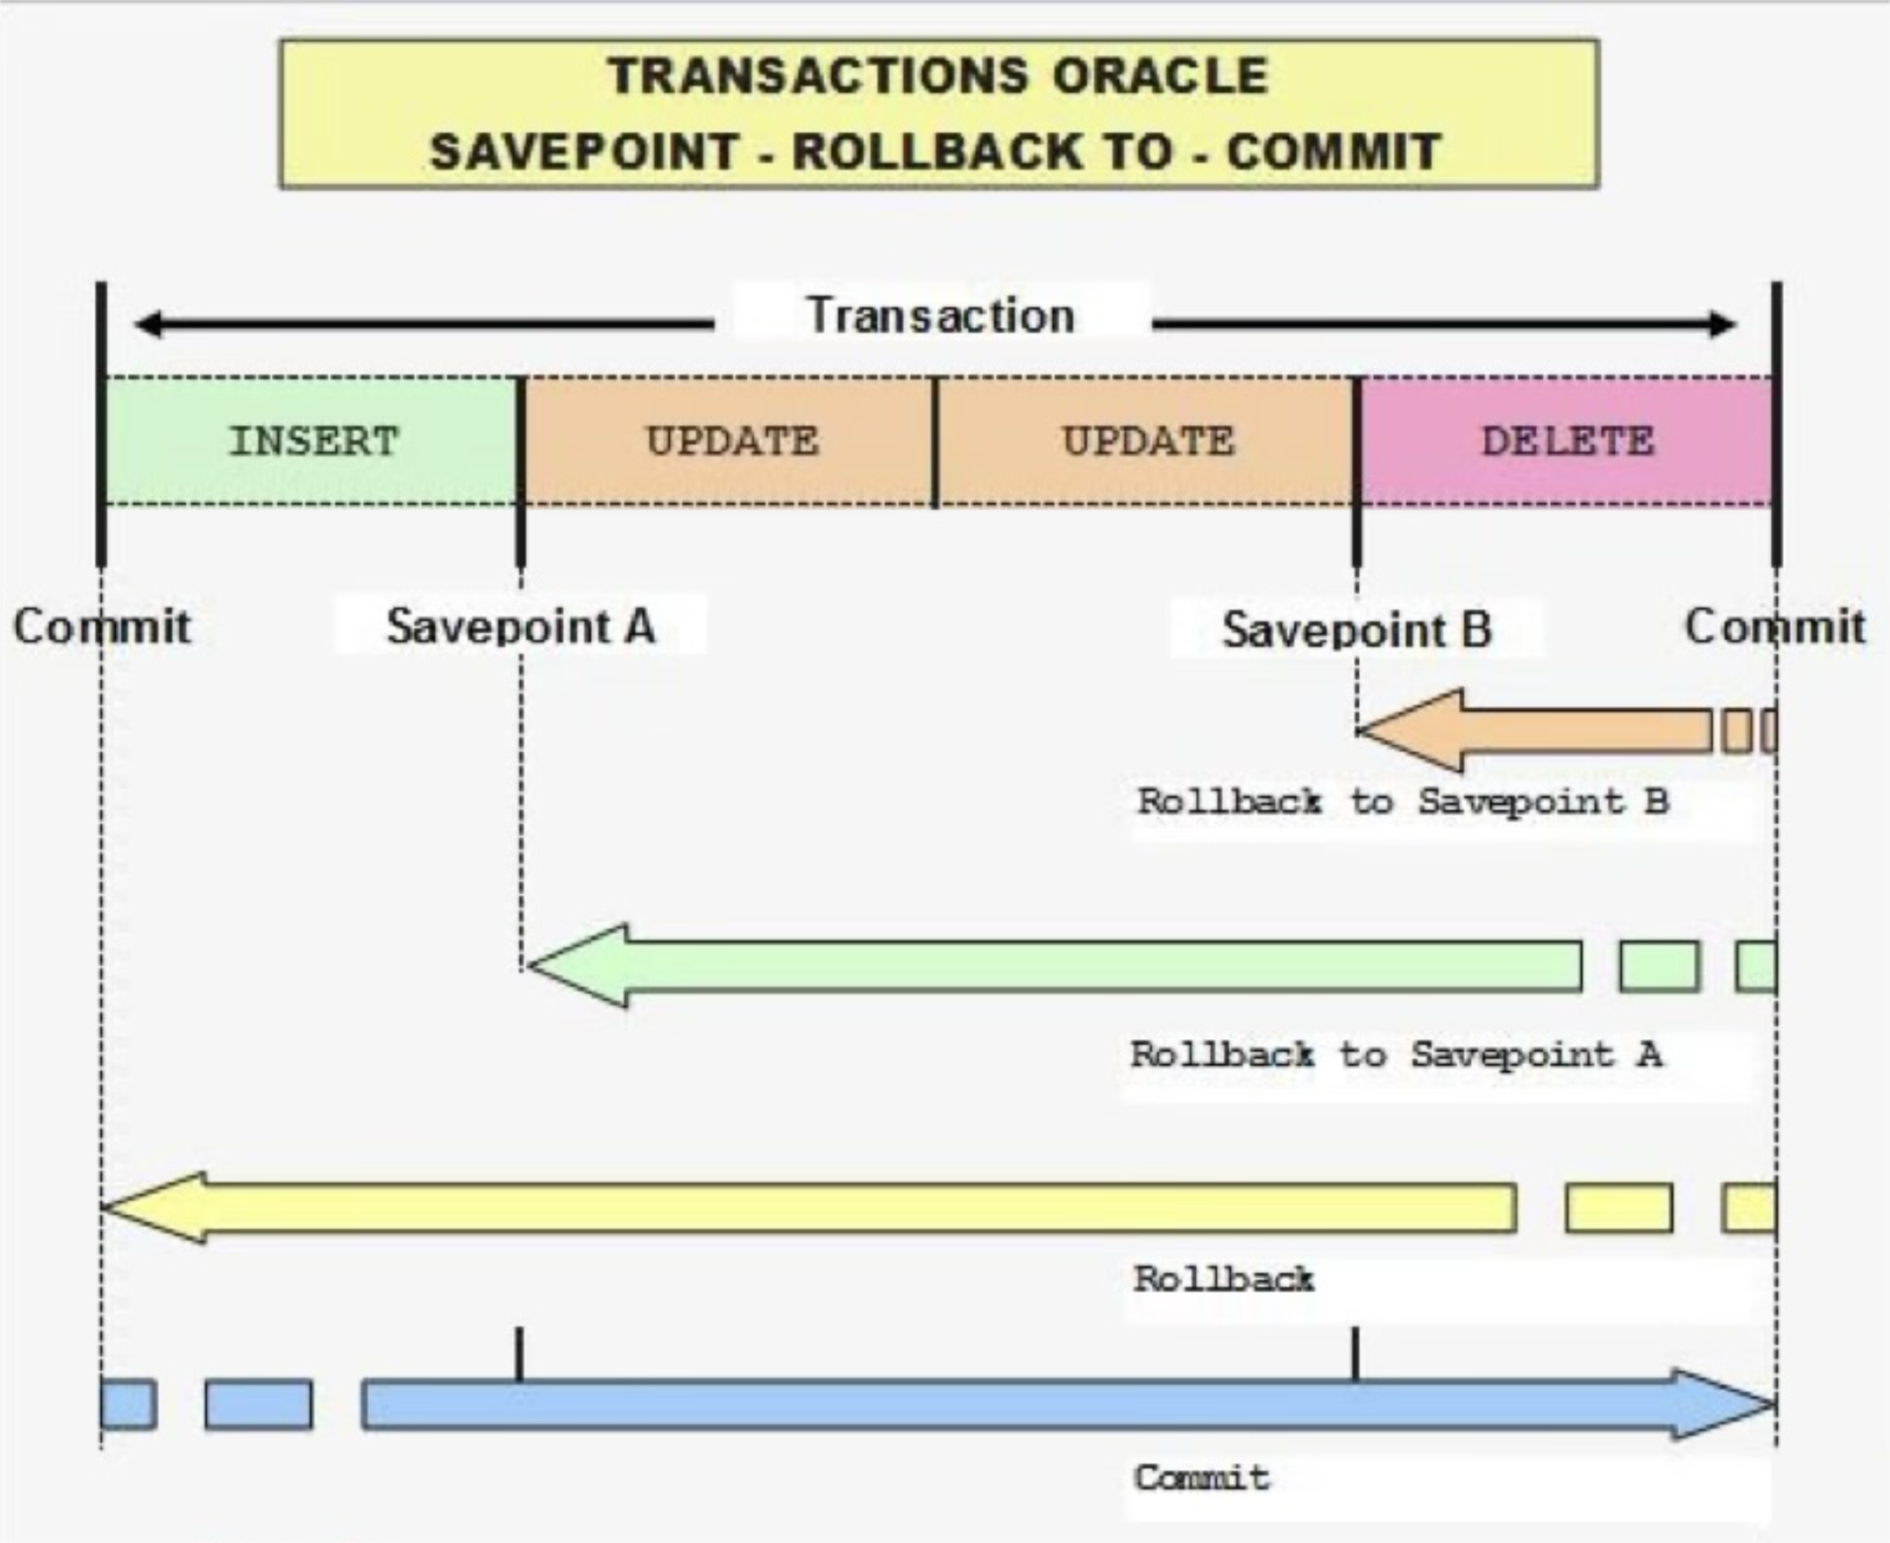 TRANSACTIONS ORACLE
SAVEPOINT - ROLLBACK TO - COMMIT
Transaction
INSERT UPDATE UPDATE DELETE
Commit Savepoint A Savepoint B Commit
Rollback to Savepoint B
Rollback to Savepoint A
Rollback
Commit